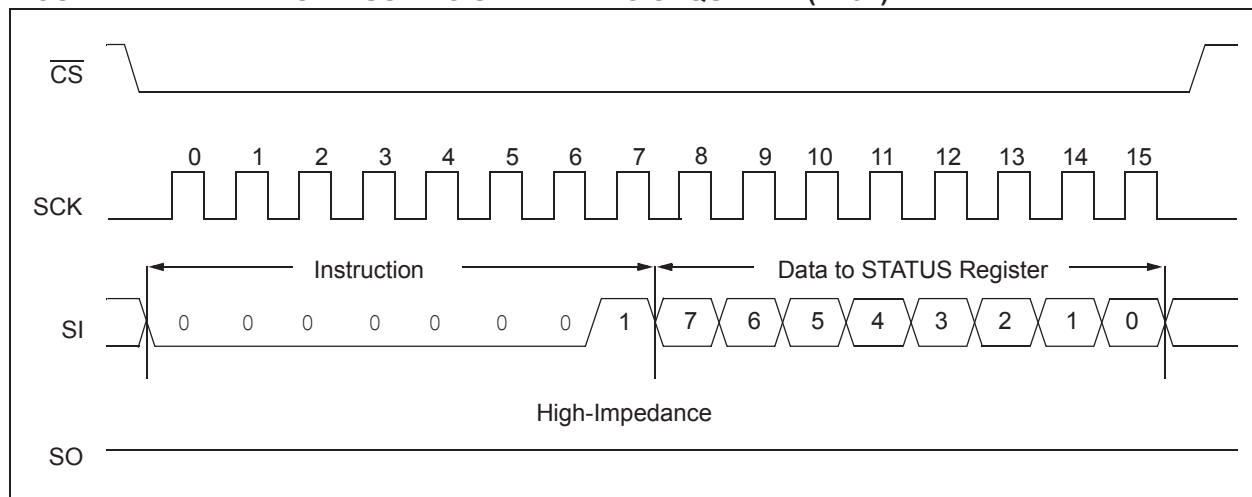 CS
0 1 2 3 4 5 6 7 8 9 10 11 12 13 14 15
SCK
Instruction Data to STATUS Register
SI 0 0 0 0 0 0 0 1 7 6 5 4 3 2 1 0
High-Impedance
SO